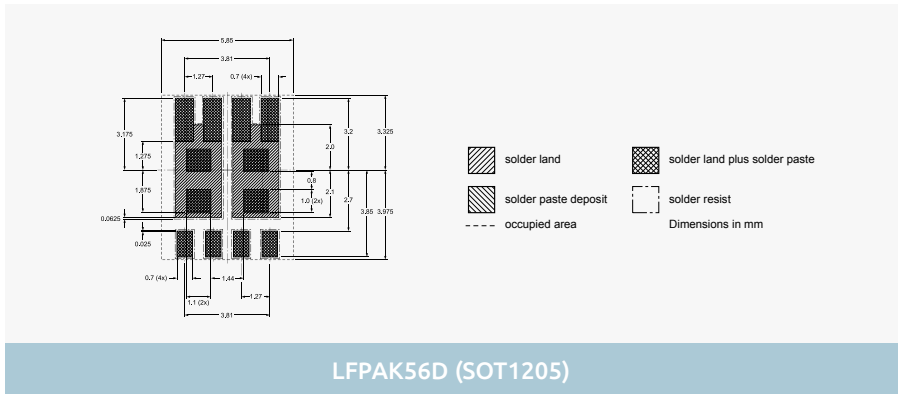 5.85
3.81
1.27
0.7 (4x)
3.175
3.2
3.325
1.275
2.0
1.875
0.8
2.1
1.0 (2x)
2.7
3.85
3.975
0.0625
0.025
0.7 (4x)
1.44
1.27
1.1 (2x)
3.81
solder land
solder land plus solder paste
solder paste deposit
solder resist
occupied area
Dimensions in mm
LFPAK56D (SOT1205)